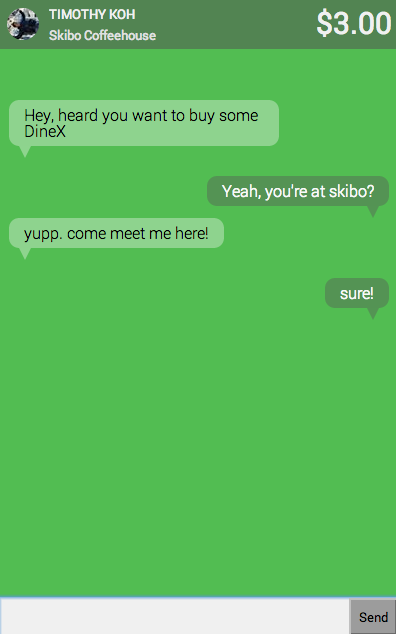 TIMOTHY KOH
Skibo Coffeehouse
$3.00
Hey, heard you want to buy some
DineX
Yeah, you're at skibo?
yupp. come meet me here!
sure!
Send